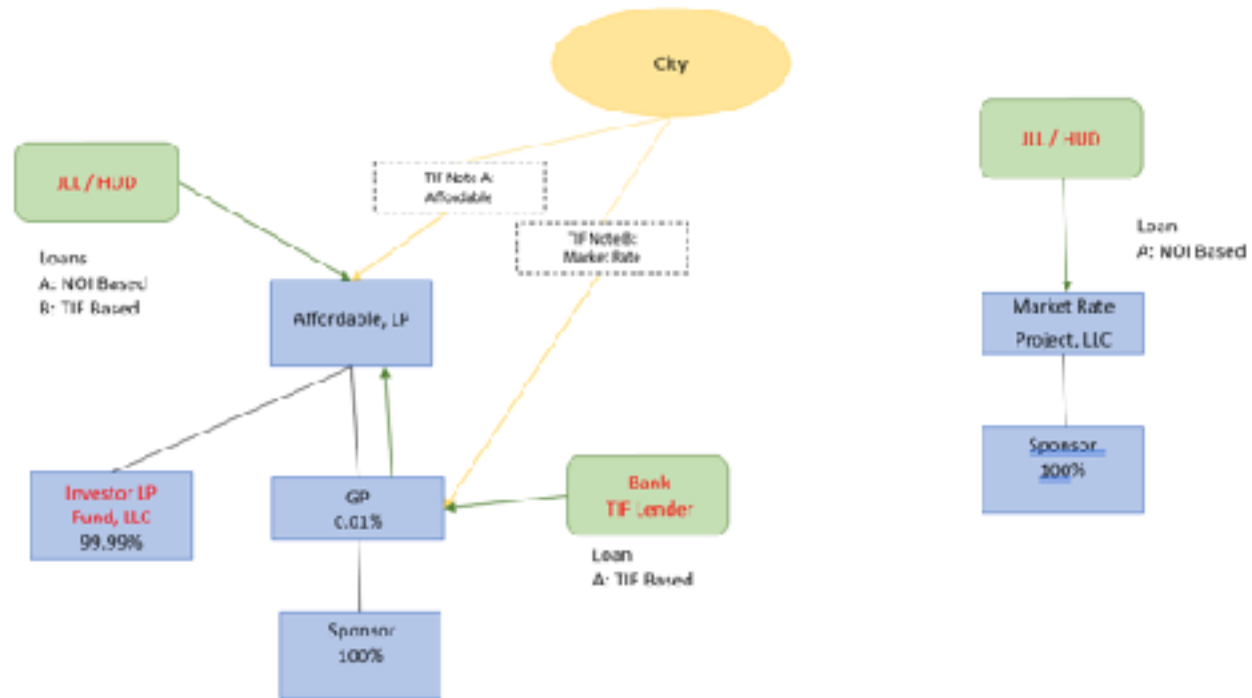 City
JLL / HUD
JLL / HUD
TIF Note A:
Affordable
TIF Note B:
Market Rate
Loan
A: NOI Based
Loans
A: NOI Based
B: TIF Based
Affordable, LP
Market Rate
Project, LLC
Sponsor
100%
Investor LP
Fund, LLC
99.99%
GP
0.01%
Bank
TIF Lender
Loan
A: TIF Based
Sponsor
100%